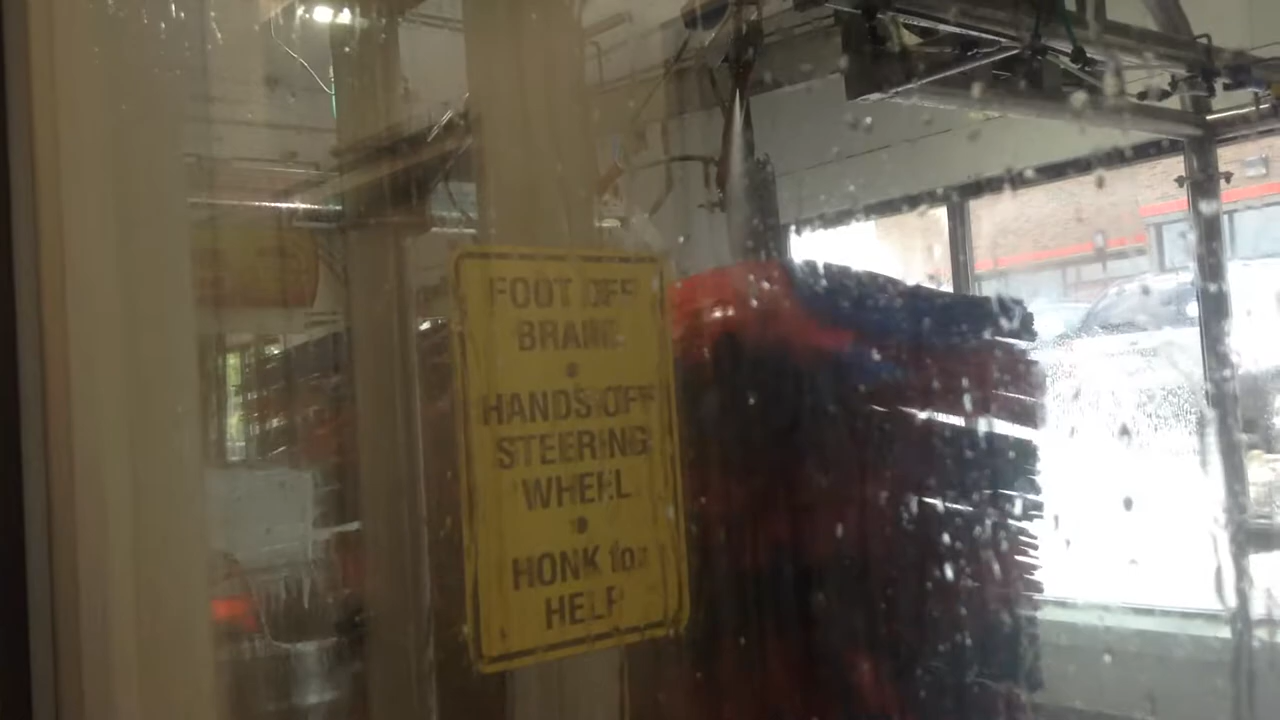 FOOT OFF
BRAKE
•
HANDS OFF
STEERING
WHEEL
•
HONK for
HELP